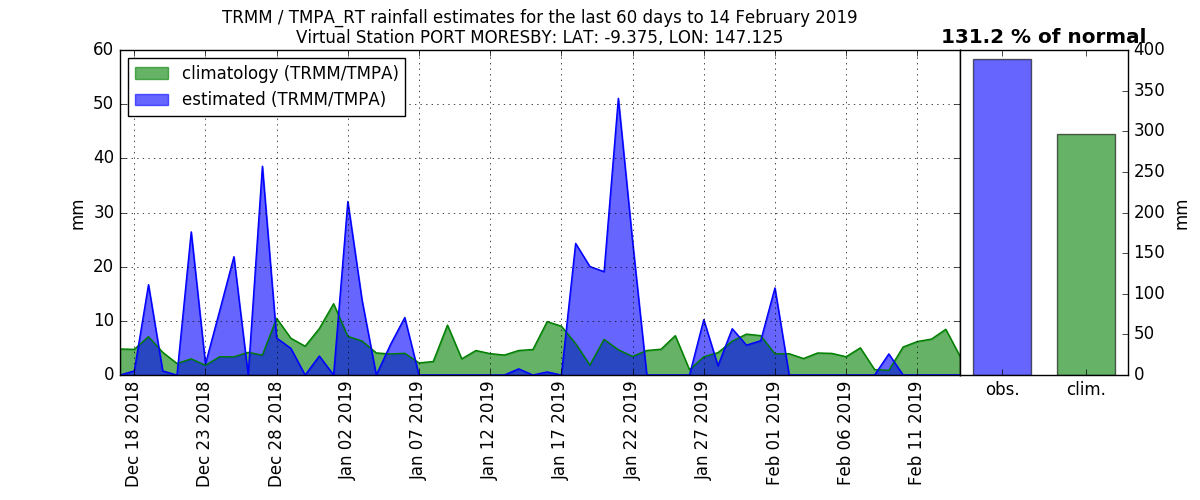 TRMM / TMPA_RT rainfall estimates for the last 60 days to 14 February 2019
Virtual Station PORT MORESBY: LAT: -9.375, LON: 147.125
131.2 % of normal
climatology (TRMM/TMPA)
estimated (TRMM/TMPA)
mm
60
50
40
30
20
10
0
Dec 18 2018
Dec 23 2018
Dec 28 2018
Jan 02 2019
Jan 07 2019
Jan 12 2019
Jan 17 2019
Jan 22 2019
Jan 27 2019
Feb 01 2019
Feb 06 2019
Feb 11 2019
obs.
clim.
400
350
300
250
200
150
100
50
0
mm